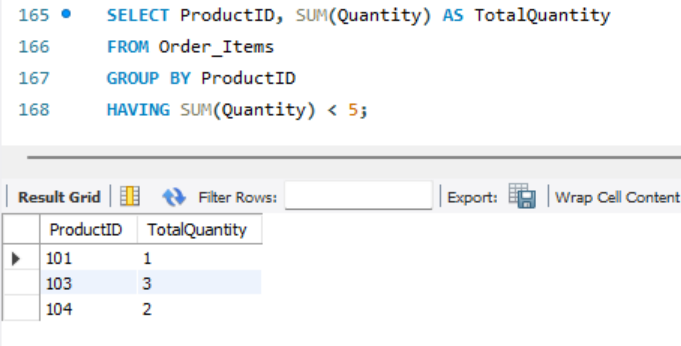 165 SELECT ProductID, SUM(Quantity) AS TotalQuantity
166 FROM Order_Items
167 GROUP BY ProductID
168 HAVING SUM(Quantity) < 5;
Result Grid Filter Rows: Export: Wrap Cell Content
ProductID TotalQuantity
101 1
103 3
104 2